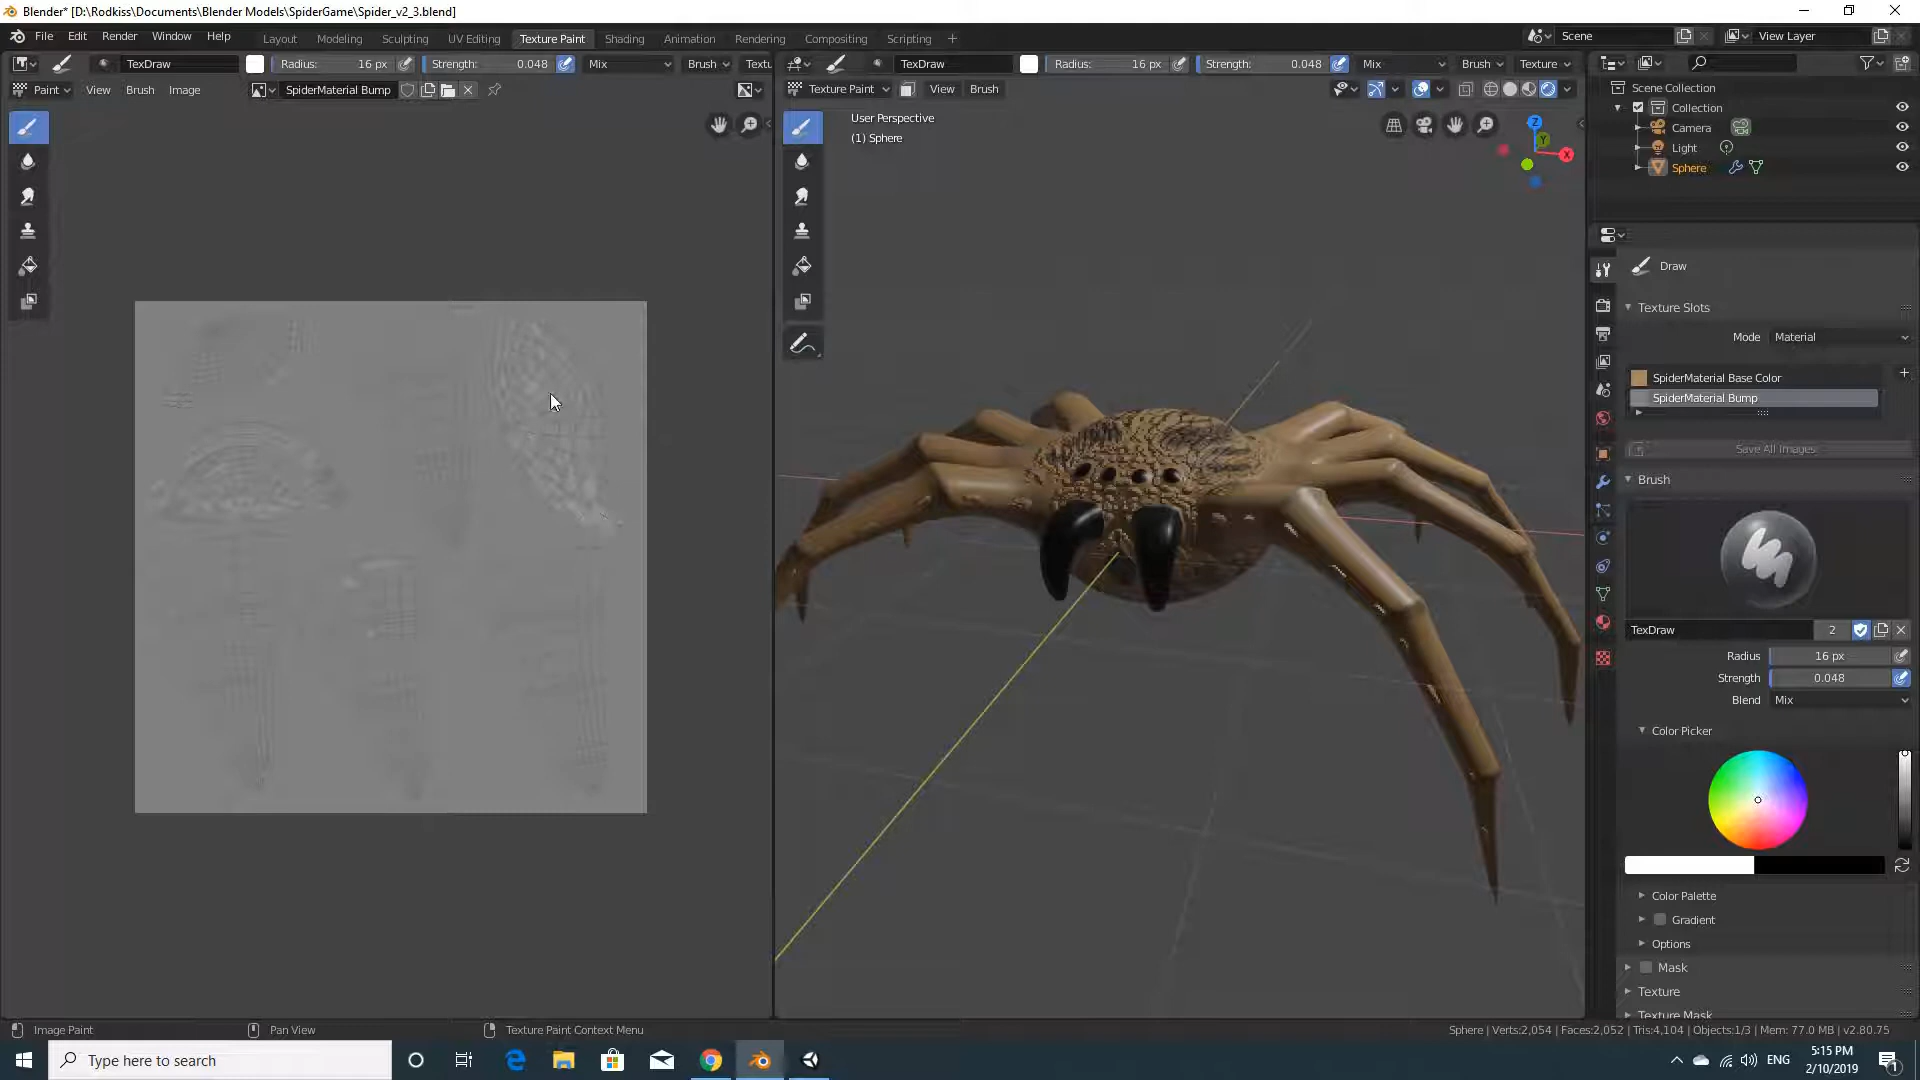 Blender* [D:\Rodkiss\Documents\Blender Models\SpiderGame\Spider_v2_3.blend]
File Edit Render Window Help
Layout Modeling Sculpting UV Editing Texture Paint Shading Animation Rendering Compositing Scripting +
Scene
View Layer
TexDraw Radius: 16 px Strength: 0.048 Mix Brush Textu
TexDraw Radius: 16 px Strength: 0.048 Mix Brush Texture
Paint View Brush Image SpiderMaterial Bump
Texture Paint View Brush
User Perspective
(1) Sphere
Z
Y
X
Scene Collection
Collection
Camera
Light
Sphere
Draw
Texture Slots
Mode Material
SpiderMaterial Base Color
SpiderMaterial Bump
Save All Images
Brush
TexDraw 2
Radius 16 px
Strength 0.048
Blend Mix
Color Picker
Color Palette
Gradient
Options
Mask
Texture
Texture Mask
Image Paint Pan View Texture Paint Context Menu
Sphere | Verts:2,054 | Faces:2,052 | Tris:4,104 | Objects:1/3 | Mem: 77.0 MB | v2.80.75
Type here to search
ENG
5:15 PM
2/10/2019
1